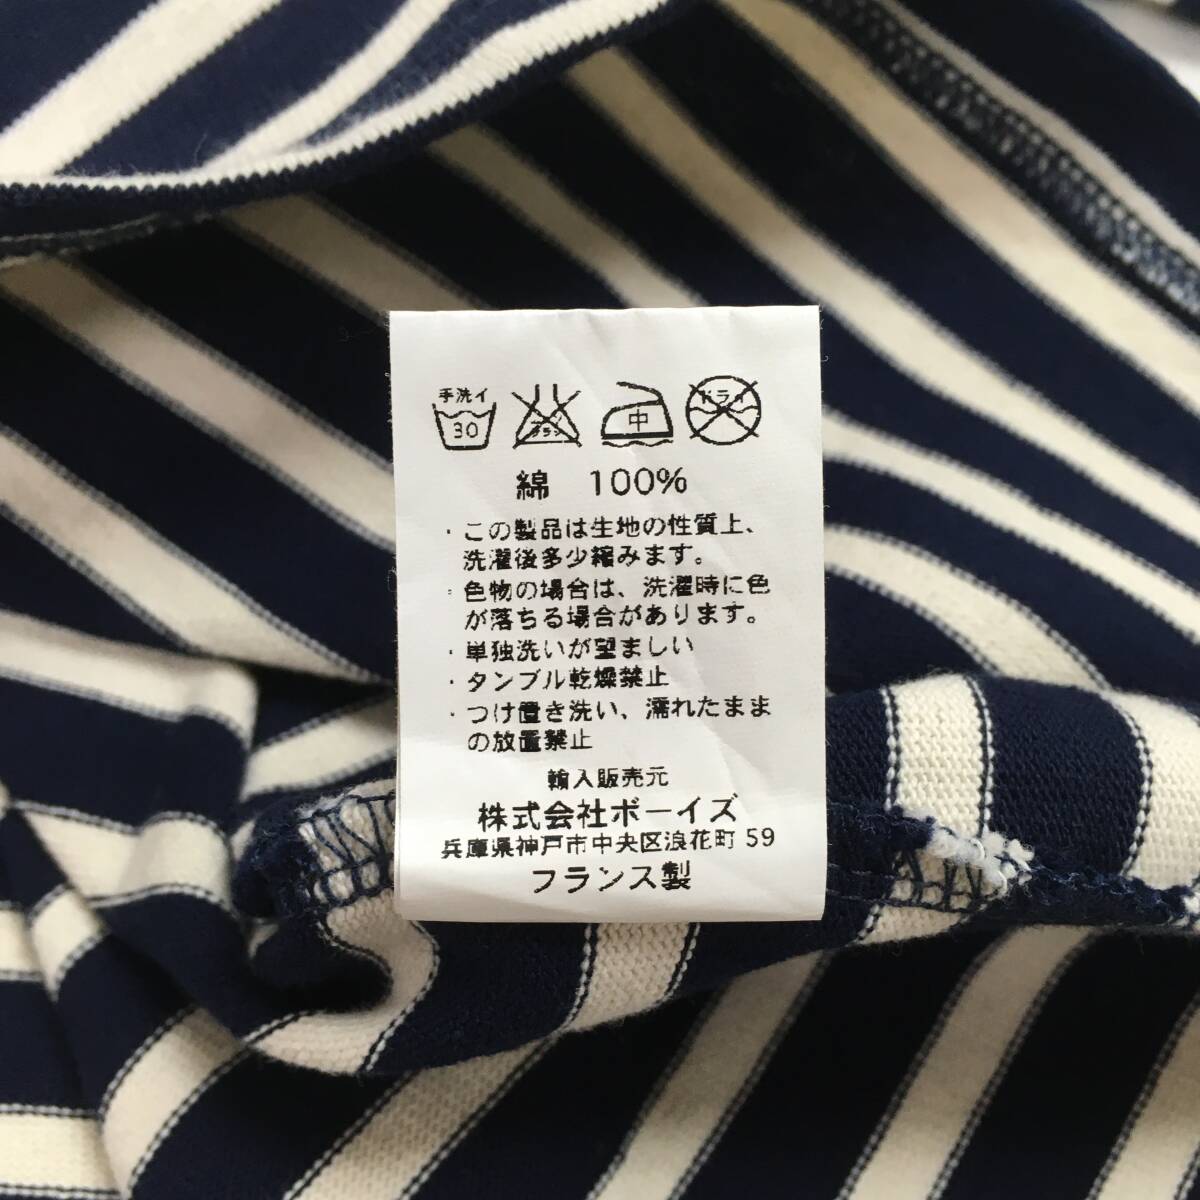 手洗イ
30
中
ドライ
綿 100%
・この製品は生地の性質上、
洗濯後多少縮みます。
・色物の場合は、洗濯時に色
が落ちる場合があります。
・単独洗いが望ましい
・タンブル乾燥禁止
・つけ置き洗い、濡れたまま
の放置禁止
輸入販売元
株式会社ボーイズ
兵庫県神戸市中央区浪花町 59
フランス製